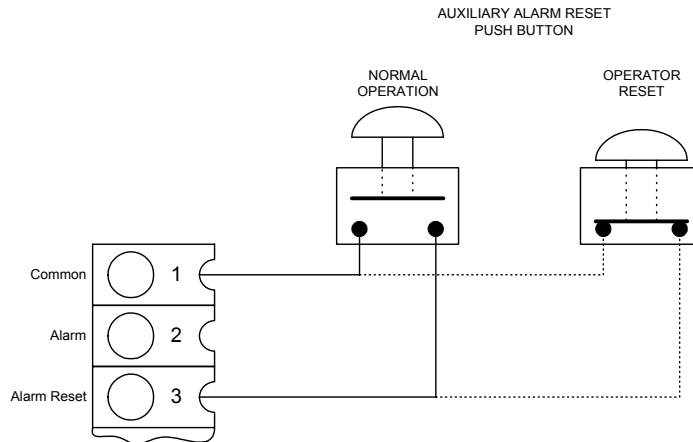 AUXILIARY ALARM RESET
PUSH BUTTON
NORMAL
OPERATION
OPERATOR
RESET
Common 1
Alarm 2
Alarm Reset 3